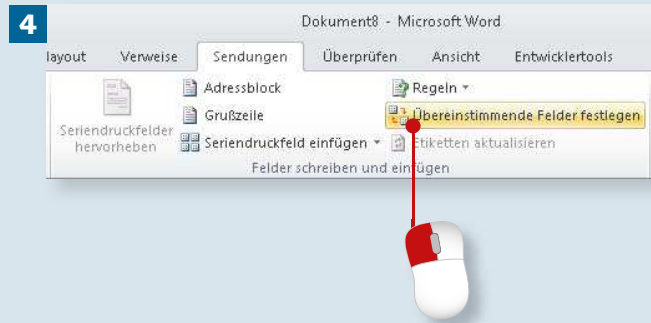 4
Dokument8 - Microsoft Word
layout Verweise Sendungen Überprüfen Ansicht Entwicklertools
Seriendruckfelder
hervorheben
Adressblock
Grußzeile
Seriendruckfeld einfügen
Regeln
Übereinstimmende Felder festlegen
Etiketten aktualisieren
Felder schreiben und einfügen